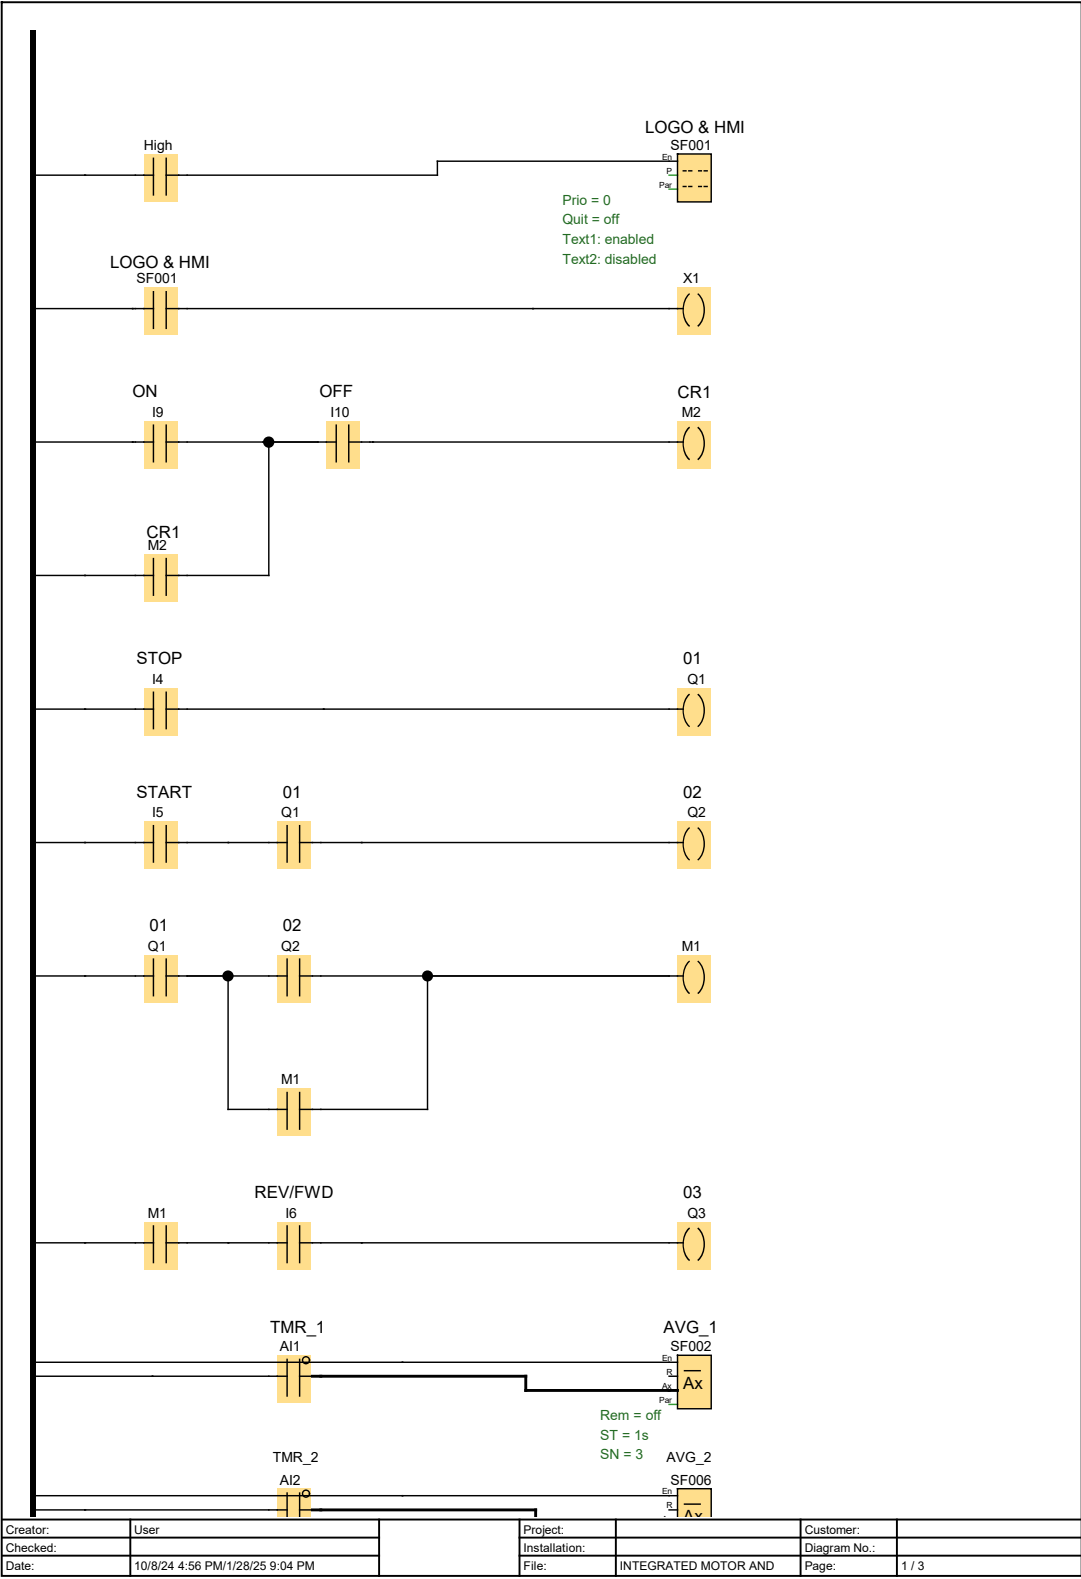 LOGO & HMI
High
SF001
En
P
Par
Prio = 0
Quit = off
Text1: enabled
Text2: disabled
LOGO & HMI
SF001
X1
ON
OFF
CR1
I9
I10
M2
CR1
M2
STOP
01
I4
Q1
START
01
02
I5
Q1
Q2
01
02
Q1
Q2
M1
M1
REV/FWD
03
M1
I6
Q3
TMR_1
AVG_1
AI1
SF002
En
R
Ax
Ax
Par
Rem = off
ST = 1s
SN = 3
TMR_2
AVG_2
AI2
SF006
En
R
Ax
Creator: User Project: Customer:
Checked: Installation: Diagram No.:
Date: 10/8/24 4:56 PM/1/28/25 9:04 PM File: INTEGRATED MOTOR AND Page: 1 / 3